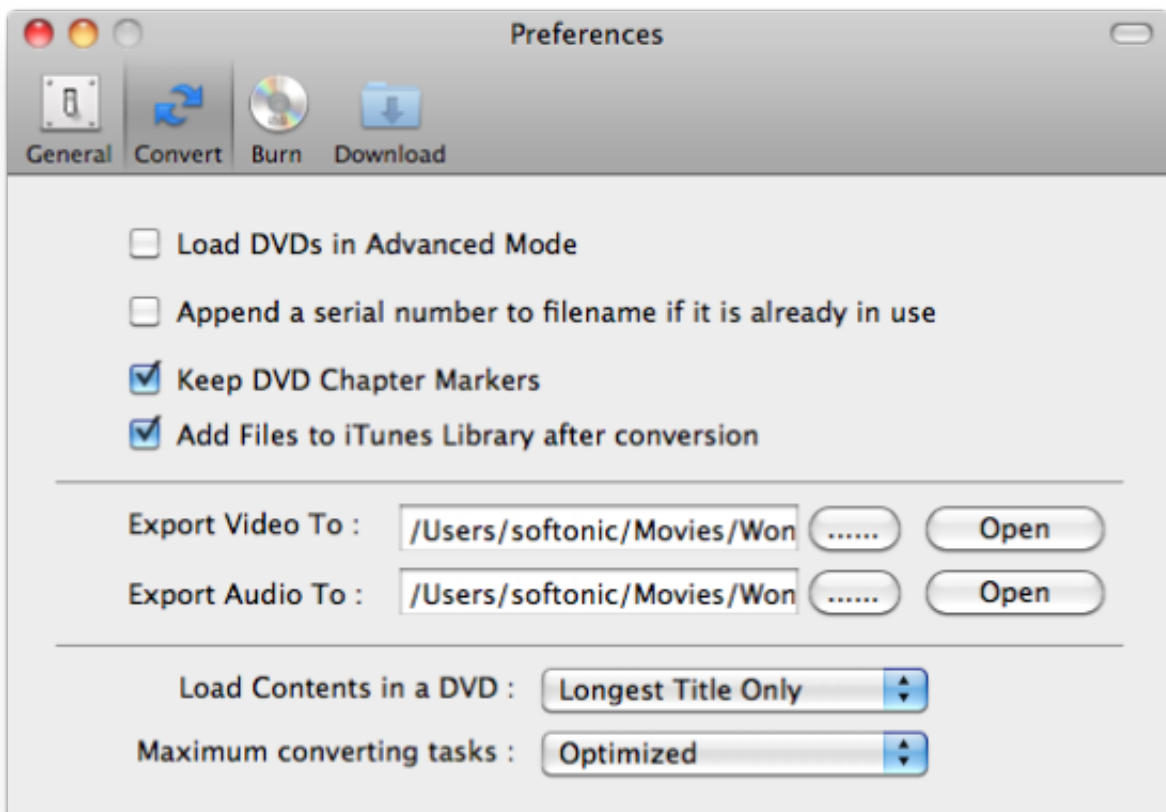 Preferences
General Convert Burn Download
Load DVDs in Advanced Mode
Append a serial number to filename if it is already in use
Keep DVD Chapter Markers
Add Files to iTunes Library after conversion
Export Video To : /Users/softonic/Movies/Won ...... Open
Export Audio To : /Users/softonic/Movies/Won ...... Open
Load Contents in a DVD : Longest Title Only
Maximum converting tasks : Optimized